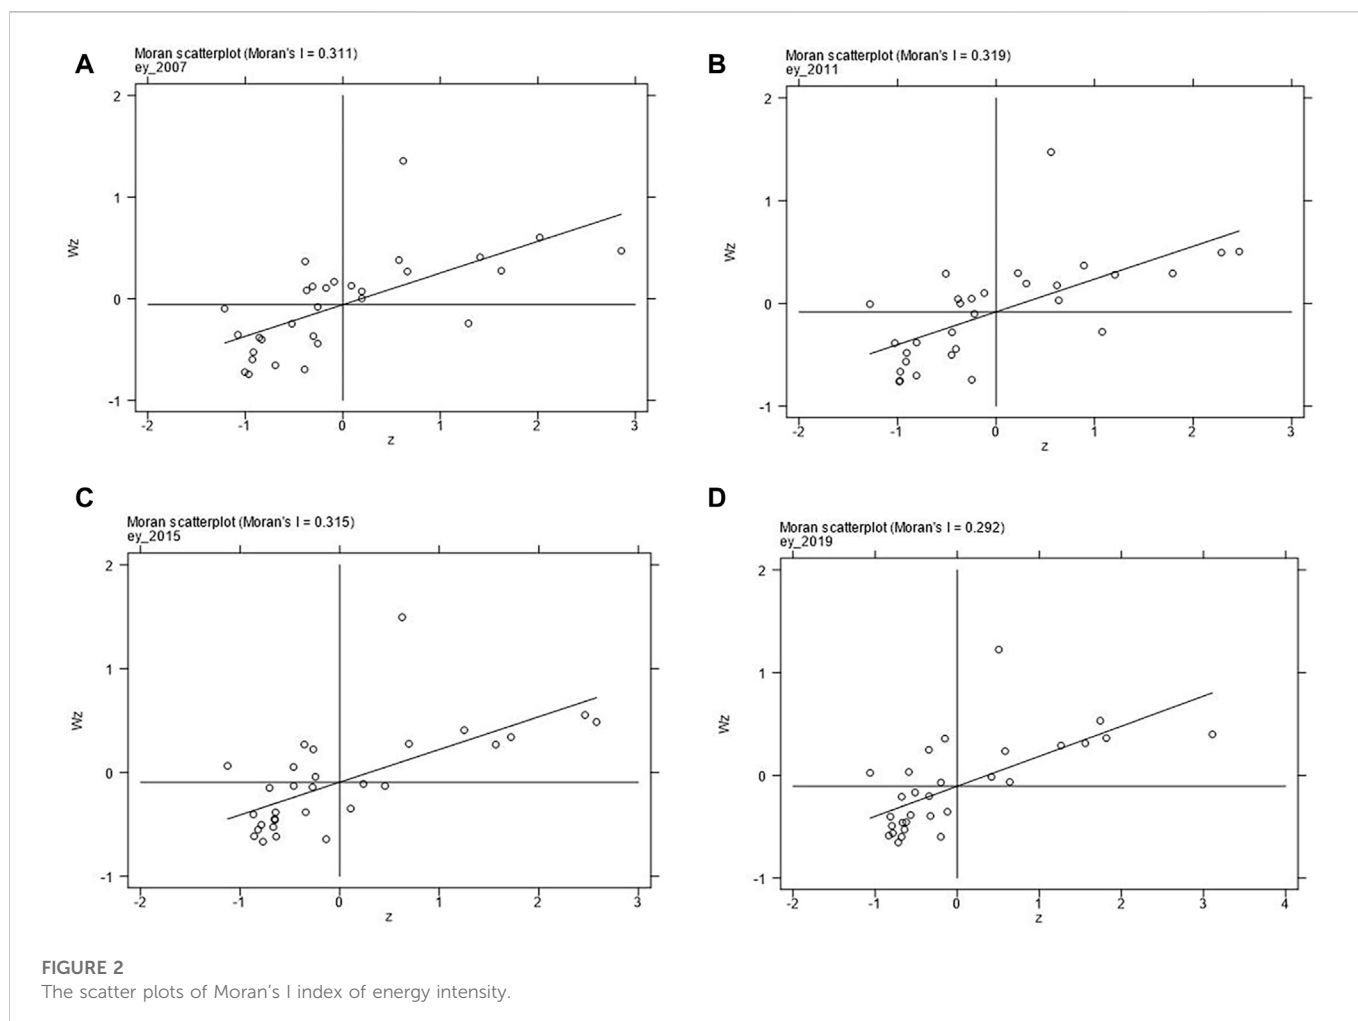 A
Moran scatterplot (Moran's I = 0.311)
ey_2007
2
1
0
-1
Wz
-2
-1
0
1
2
3
z
B
Moran scatterplot (Moran's I = 0.319)
ey_2011
2
1
0
-1
Wz
-2
-1
0
1
2
3
z
C
Moran scatterplot (Moran's I = 0.315)
ey_2015
2
1
0
-1
Wz
-2
-1
0
1
2
3
z
D
Moran scatterplot (Moran's I = 0.292)
ey_2019
2
1
0
-1
Wz
-2
-1
0
1
2
3
4
z
FIGURE 2
The scatter plots of Moran's I index of energy intensity.